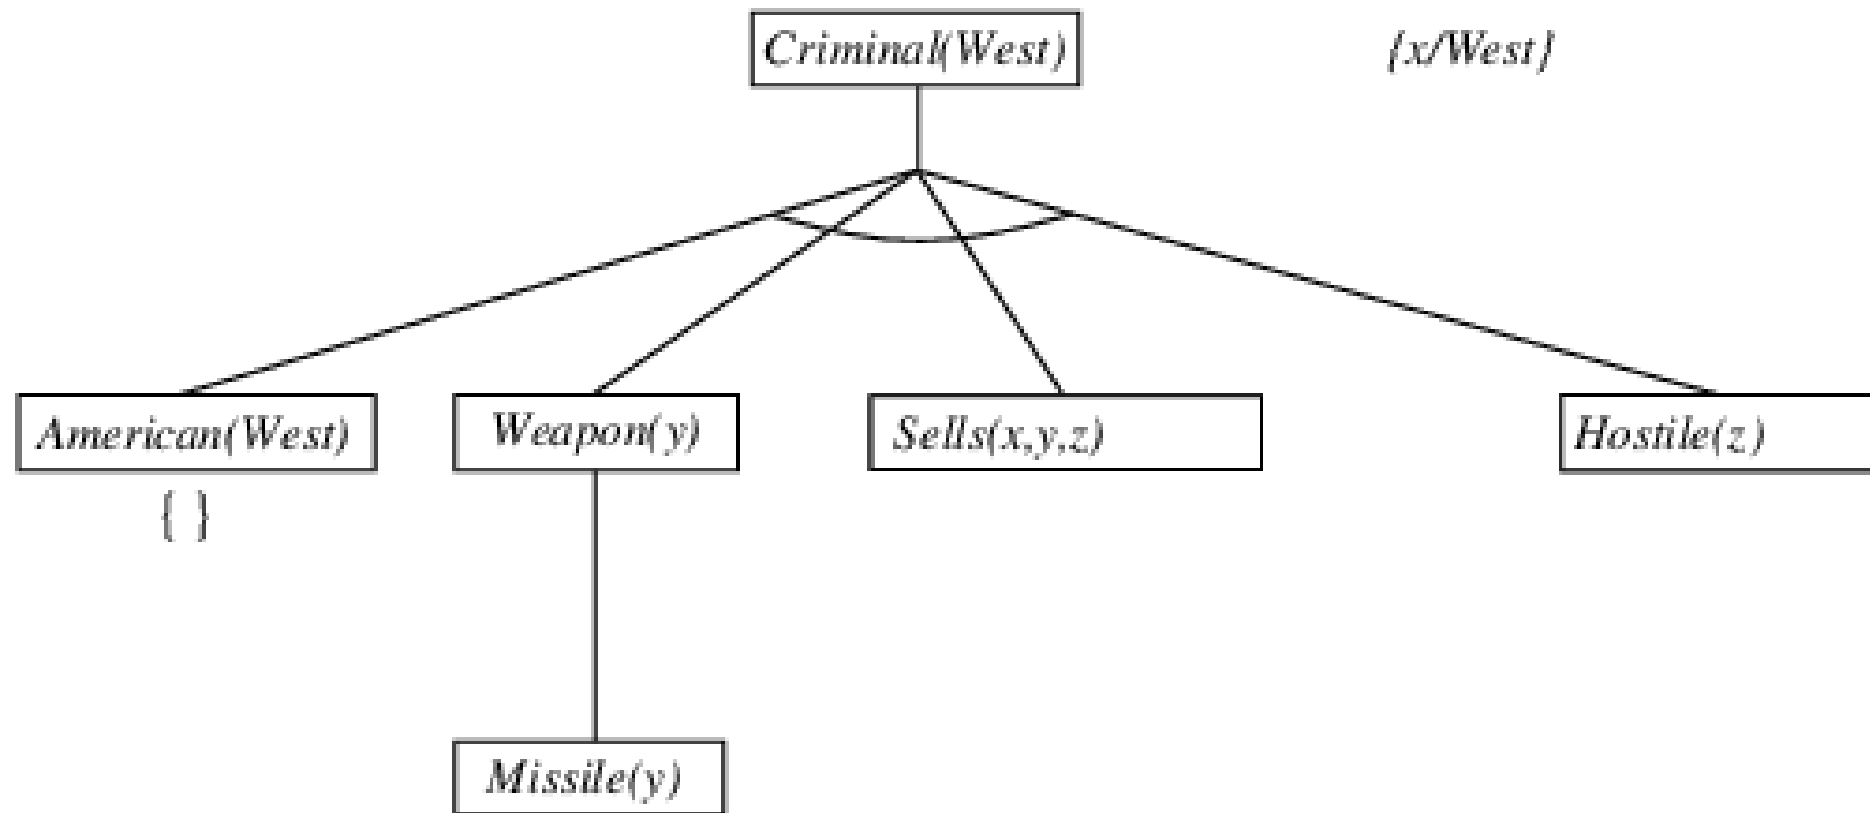 Criminal(West)
{x/West}
American(West)
Weapon(y)
Sells(x,y,z)
Hostile(z)
{ }
Missile(y)